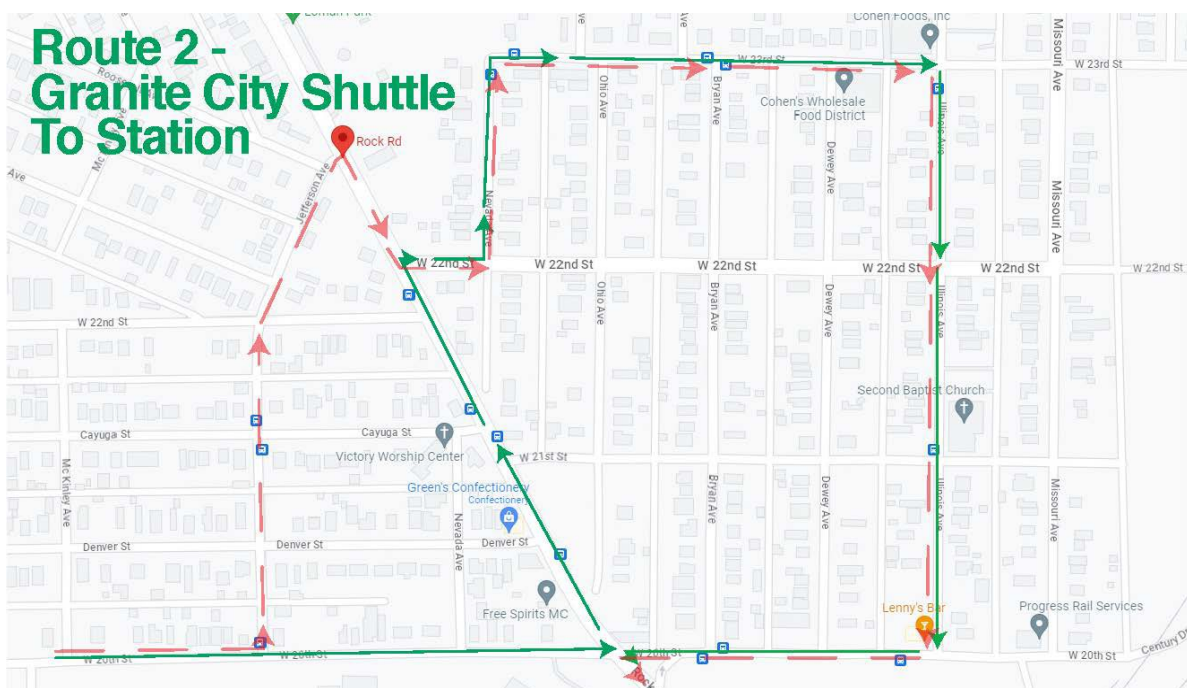 Route 2 -
Granite City Shuttle
To Station
Cohen Foods, Inc
Missouri Ave
W 23rd St
W 23rd St
Ohio Ave
Bryan Ave
Cohen's Wholesale
Food District
Illinois Ave
Dewey Ave
Rock Rd
Jefferson Ave
Ave
Nevada Ave
Missouri Ave
W 22nd St
W 22nd St
W 22nd St
W 22nd St
W 22nd St
W 22nd St
Ohio Ave
Bryan Ave
Dewey Ave
Illinois Ave
W 22nd St
Second Baptist Church
Cayuga St
Cayuga St
Victory Worship Center
W 21st St
Mc Kinley Ave
Green's Confectionery
Confectionery
Bryan Ave
Dewey Ave
Illinois Ave
Missouri Ave
Nevada Ave
Denver St
Denver St
Denver St
Free Spirits MC
Lenny's Bar
Progress Rail Services
W 20th St
W 20th St
W 20th St
W 20th St
Century Dr